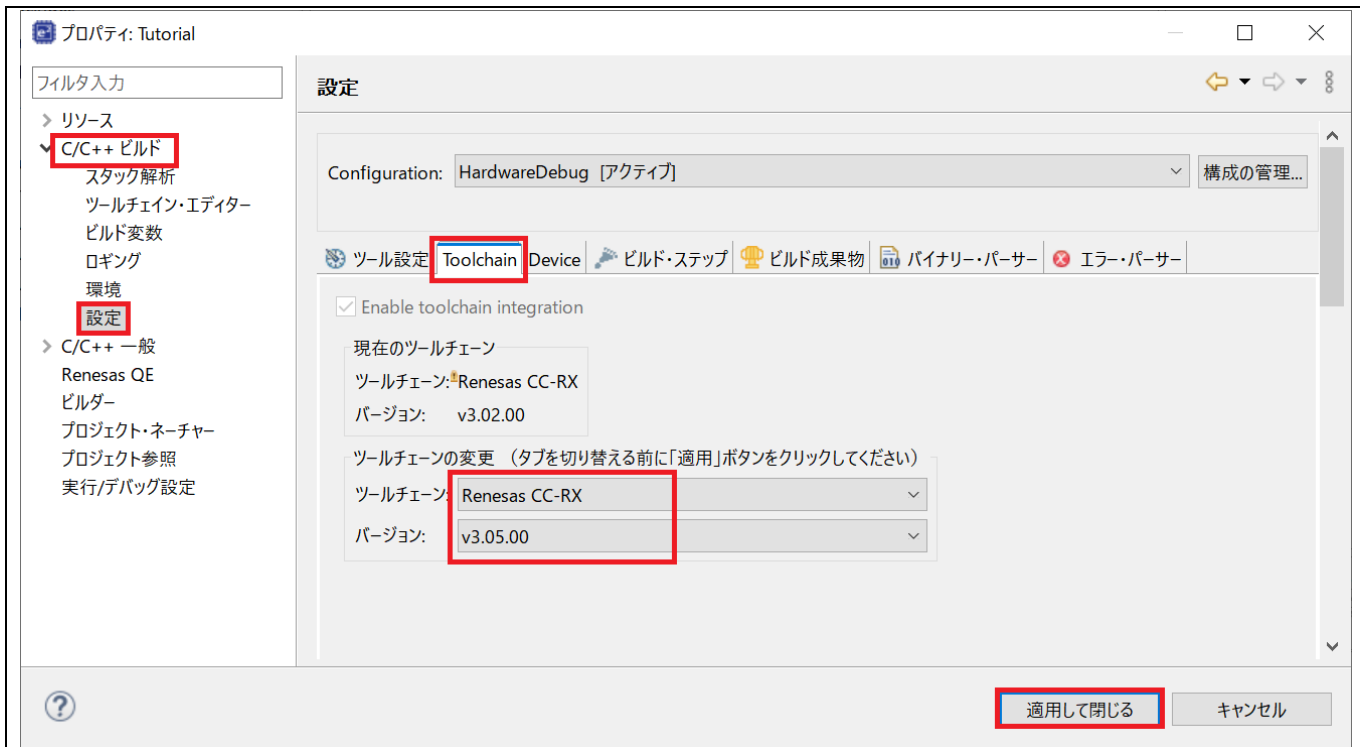 プロパティ: Tutorial
フィルタ入力
リソース
C/C++ ビルド
スタック解析
ツールチェイン・エディター
ビルド変数
ロギング
環境
設定
C/C++ 一般
Renesas QE
ビルダー
プロジェクト・ネーチャー
プロジェクト参照
実行/デバッグ設定
設定
Configuration: HardwareDebug [アクティブ] 構成の管理...
ツール設定 Toolchain Device ビルド・ステップ ビルド成果物 バイナリー・パーサー エラー・パーサー
Enable toolchain integration
現在のツールチェーン
ツールチェーン: Renesas CC-RX
バージョン: v3.02.00
ツールチェーンの変更 （タブを切り替える前に「適用」ボタンをクリックしてください）
ツールチェーン: Renesas CC-RX
バージョン: v3.05.00
適用して閉じる キャンセル